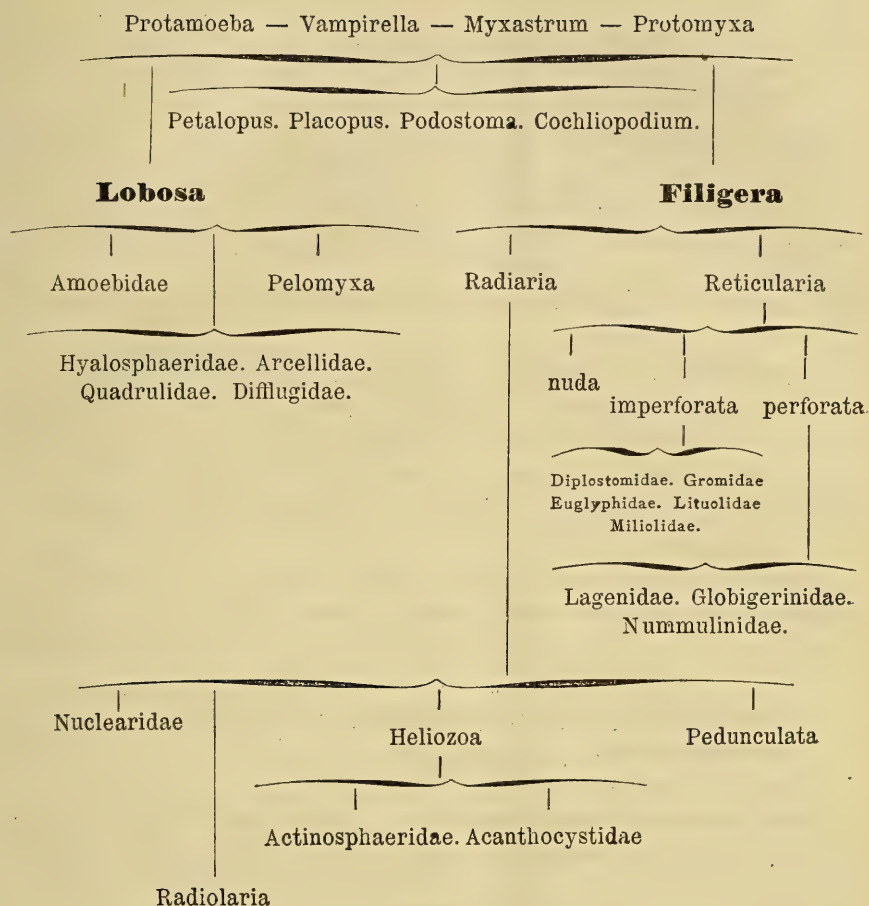 Protamoeba — Vampirella — Myxastrum — Protomyxa
Petalopus. Placopus. Podostoma. Cochliopodium.
Lobosa
Filigera
Amoebidae
Pelomyxa
Radiaria
Reticularia
Hyalosphaeridae. Arcellidae.
Quadrulidae. Difflugidae.
nuda
imperforata
perforata.
Diplostomidae. Gromidae
Euglyphidae. Lituolidae
Miliolidae.
Lagenidae. Globigerinidae.
Nummulinidae.
Nuclearidae
Heliozoa
Pedunculata
Actinosphaeridae. Acanthocystidae
Radiolaria